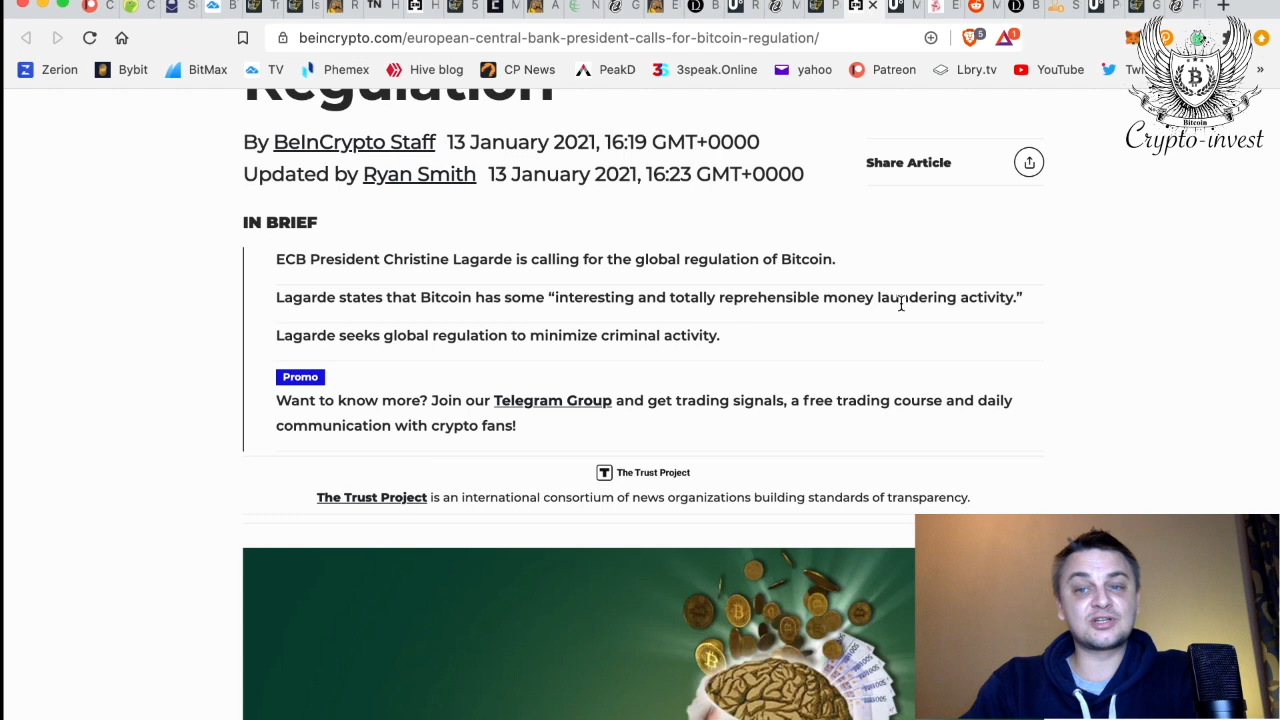 beincrypto.com/european-central-bank-president-calls-for-bitcoin-regulation/
5
1
Zerion
Bybit
BitMax
TV
Phemex
Hive blog
CP News
PeakD
3speak.Online
yahoo
Patreon
Lbry.tv
YouTube
»
Regulation
Bitcoin
Crypto-invest
By BeInCrypto Staff 13 January 2021, 16:19 GMT+0000
Updated by Ryan Smith 13 January 2021, 16:23 GMT+0000
Share Article
IN BRIEF
ECB President Christine Lagarde is calling for the global regulation of Bitcoin.
Lagarde states that Bitcoin has some “interesting and totally reprehensible money laundering activity.”
Lagarde seeks global regulation to minimize criminal activity.
Promo
Want to know more? Join our Telegram Group and get trading signals, a free trading course and daily
communication with crypto fans!
T The Trust Project
The Trust Project is an international consortium of news organizations building standards of transparency.